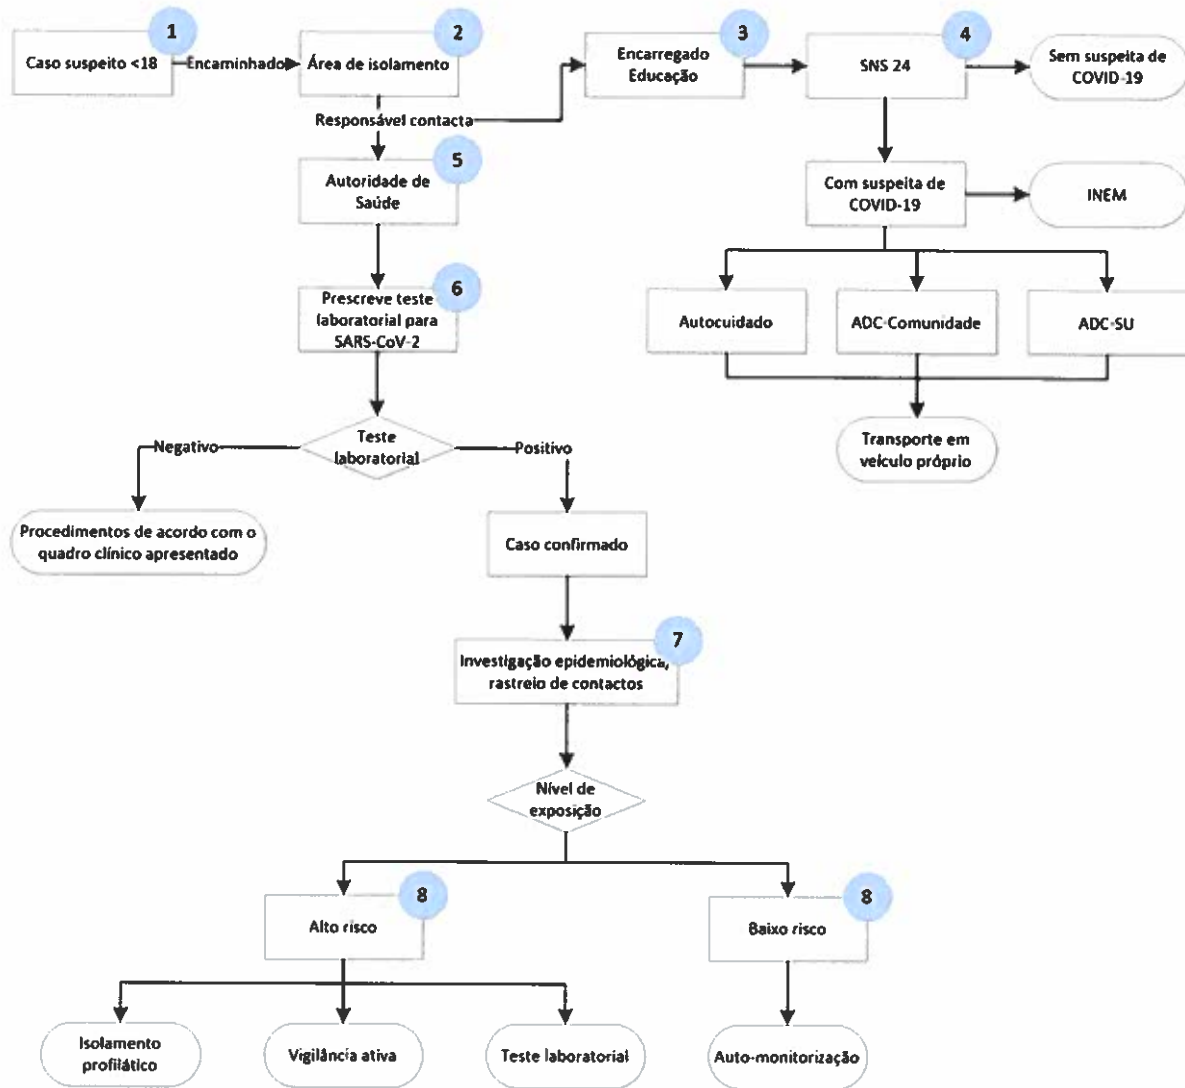 1
2
3
4
Caso suspeito <18
Encaminhado
Área de isolamento
Encarregado
Educação
SNS 24
Sem suspeita de
COVID-19
Responsável contacta
5
Autoridade de
Saúde
Com suspeita de
COVID-19
INEM
6
Prescreve teste
laboratorial para
SARS-CoV-2
Autocuidado
ADC-Comunidade
ADC-SU
Negativo
Teste
laboratorial
Positivo
Transporte em
veículo próprio
Procedimentos de acordo com o
quadro clínico apresentado
Caso confirmado
7
Investigação epidemiológica,
rastreio de contactos
Nível de
exposição
8
8
Alto risco
Baixo risco
Isolamento
profilático
Vigilância ativa
Teste laboratorial
Auto-monitorização